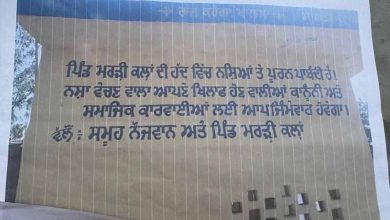 ਪਿੰਡ ਮਰੜੀ ਕਲਾਂ ਦੀ ਹੱਦ ਵਿੱਚ ਨਸ਼ਿਆਂ ਤੇ ਪੂਰਨ ਪਾਬੰਦੀ ਹੈ।
ਨਸ਼ਾ ਵੇਚਣ ਵਾਲਾ ਆਪਣੇ ਖਿਲਾਫ ਹੋਣ ਵਾਲੀਆਂ ਕਾਨੂੰਨੀ ਅਤੇ
ਸਮਾਜਿਕ ਕਾਰਵਾਈਆਂ ਲਈ ਆਪ ਜਿੰਮੇਵਾਰ ਹੋਵੇਗਾ।
ਵੱਲੋਂ : ਸਮੂਹ ਨੌਜਵਾਨ ਅਤੇ ਪਿੰਡ ਮਰੜੀ ਕਲਾਂ